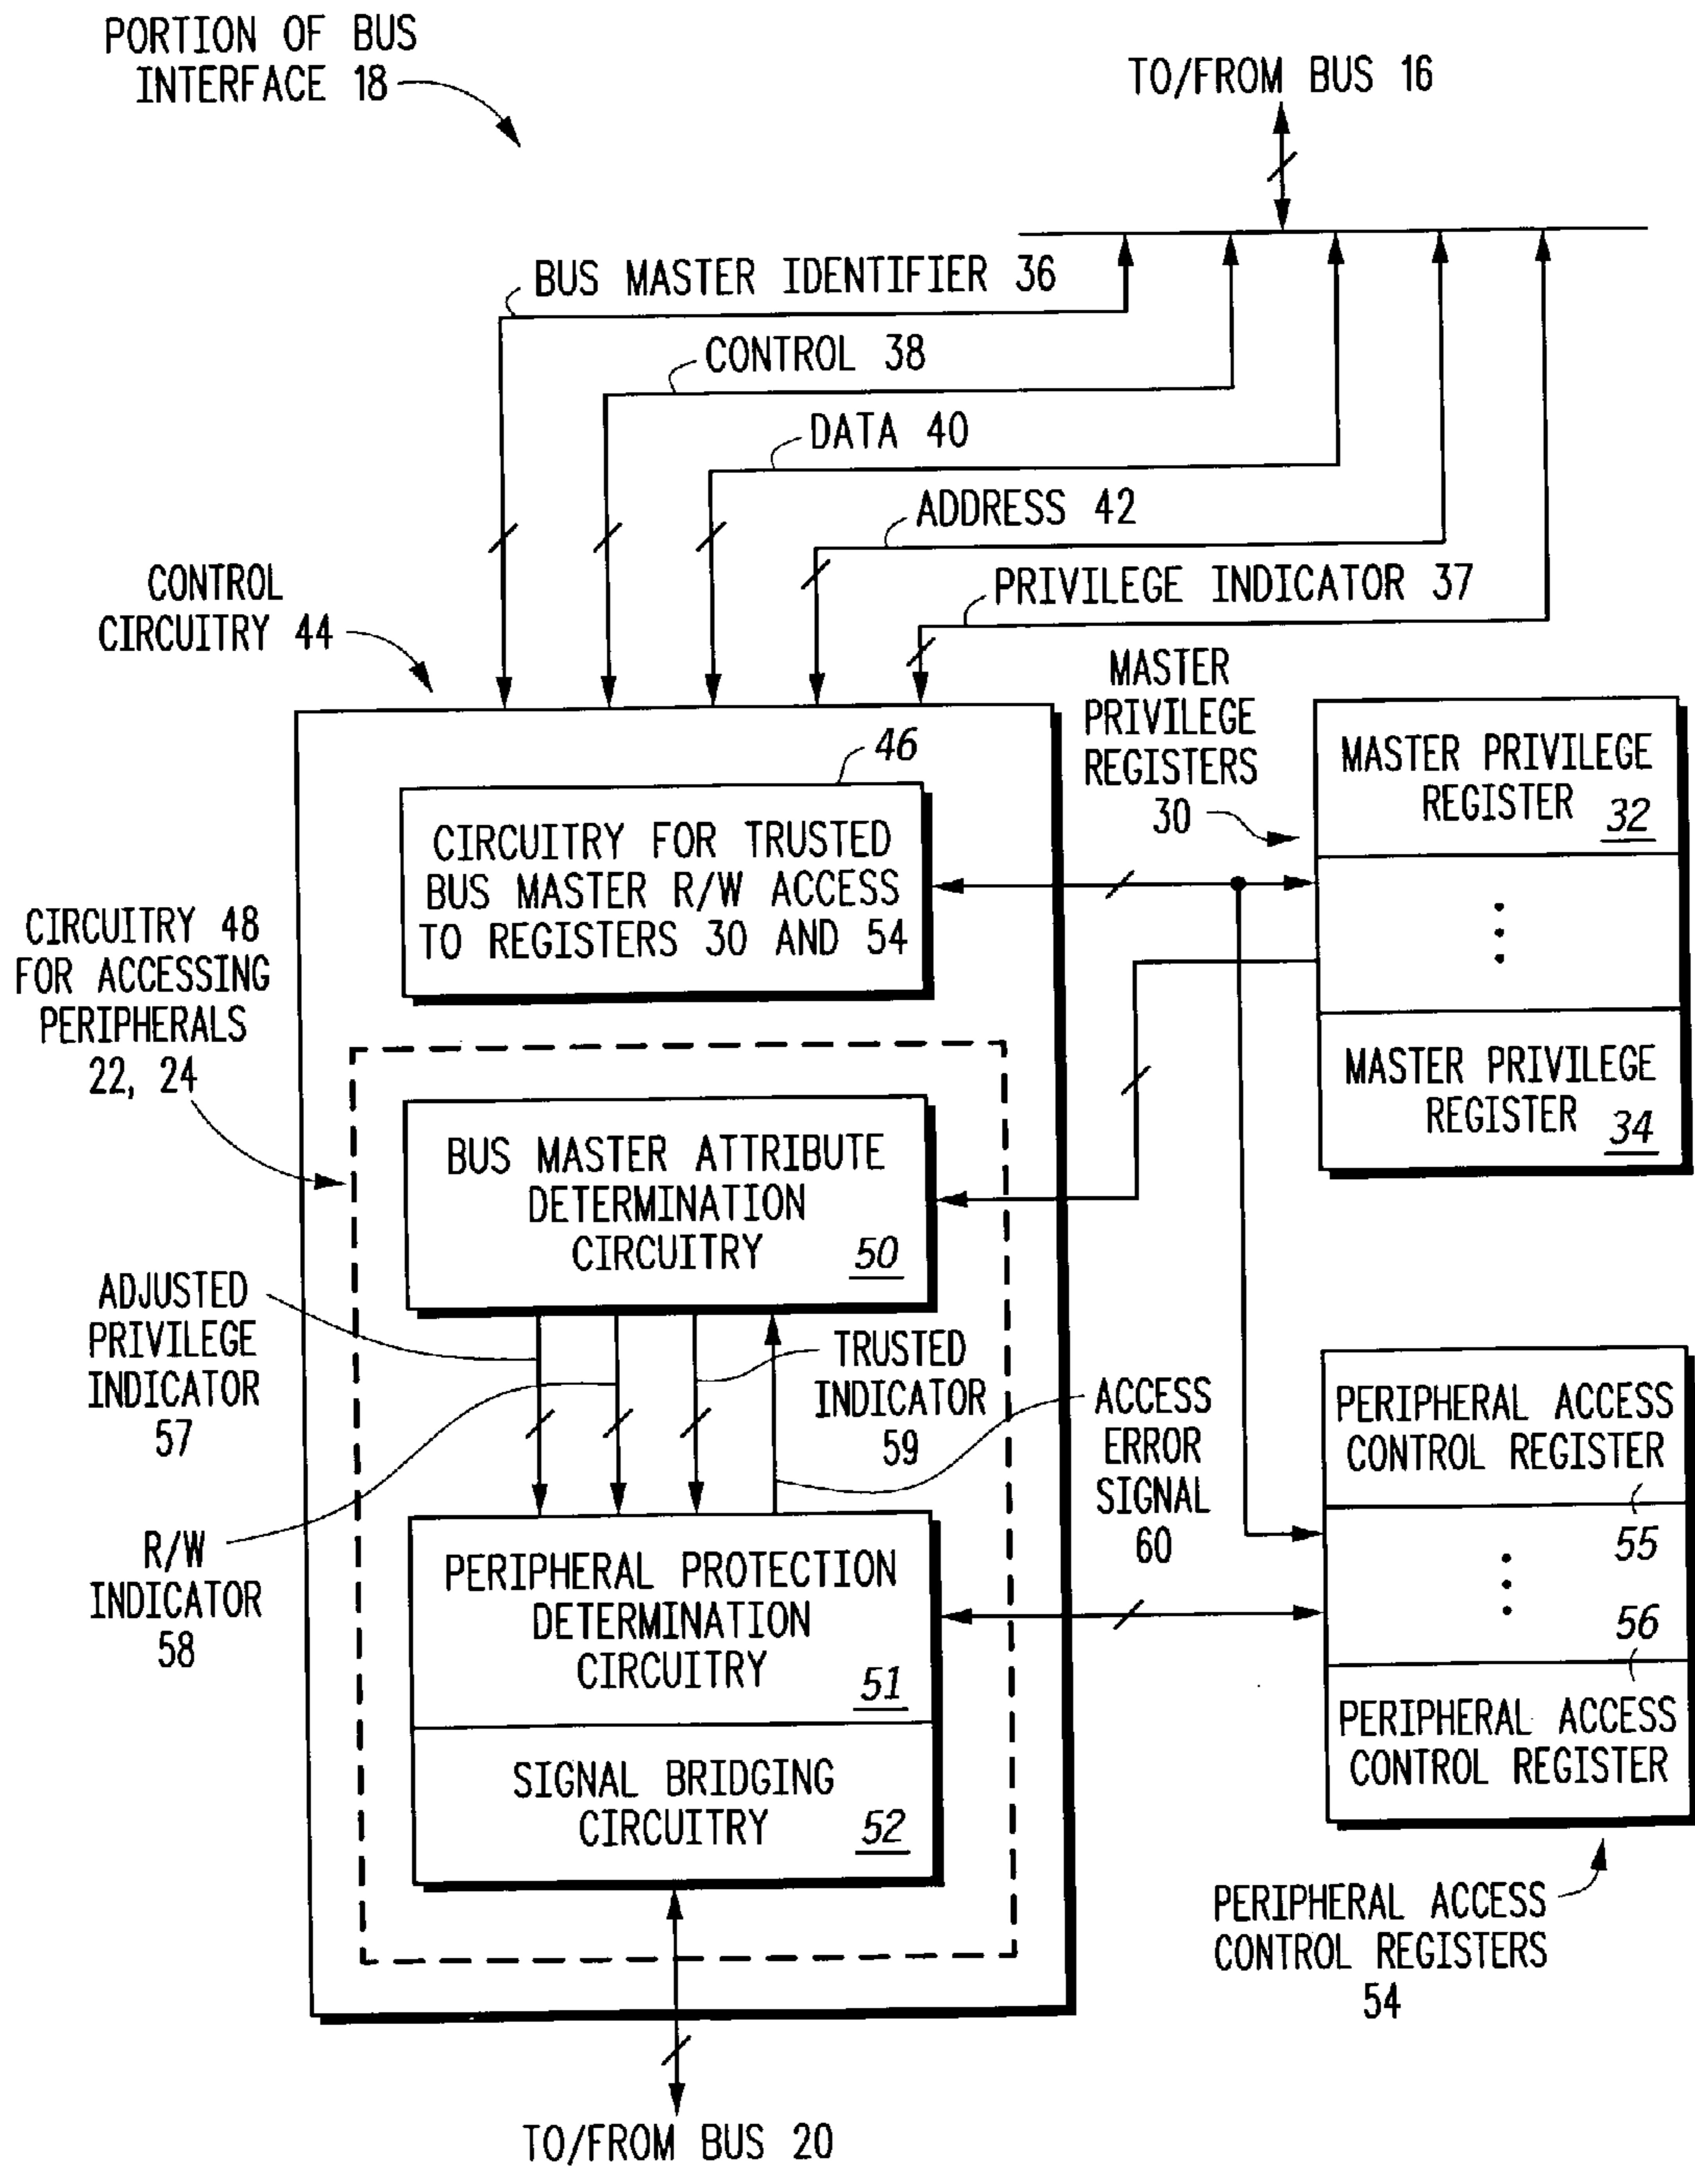 PORTION OF BUS
INTERFACE 18
TO/FROM BUS 16
BUS MASTER IDENTIFIER 36
CONTROL 38
DATA 40
ADDRESS 42
PRIVILEGE INDICATOR 37
CONTROL
CIRCUITRY 44
MASTER
PRIVILEGE
REGISTERS
30
MASTER PRIVILEGE
REGISTER 32
MASTER PRIVILEGE
REGISTER 34
46
CIRCUITRY FOR TRUSTED
BUS MASTER R/W ACCESS
TO REGISTERS 30 AND 54
CIRCUITRY 48
FOR ACCESSING
PERIPHERALS
22, 24
BUS MASTER ATTRIBUTE
DETERMINATION
CIRCUITRY 50
ADJUSTED
PRIVILEGE
INDICATOR
57
TRUSTED
INDICATOR
59
ACCESS
ERROR
SIGNAL
60
R/W
INDICATOR
58
PERIPHERAL PROTECTION
DETERMINATION
CIRCUITRY 51
SIGNAL BRIDGING
CIRCUITRY 52
PERIPHERAL ACCESS
CONTROL REGISTER
55
56
PERIPHERAL ACCESS
CONTROL REGISTER
PERIPHERAL ACCESS
CONTROL REGISTERS
54
TO/FROM BUS 20